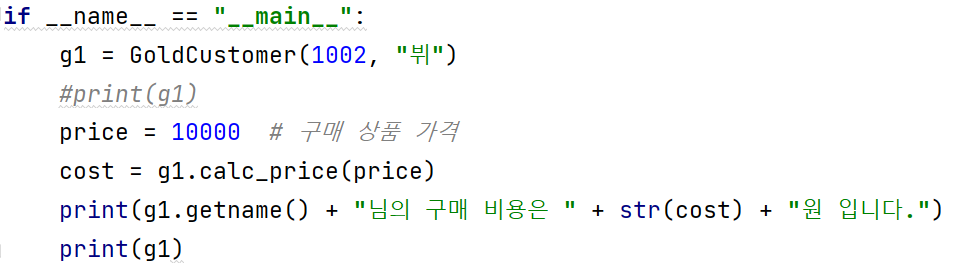 if __name__ == "__main__":
    g1 = GoldCustomer(1002, "뷔")
    #print(g1)
    price = 10000  # 구매 상품 가격
    cost = g1.calc_price(price)
    print(g1.getname() + "님의 구매 비용은 " + str(cost) + "원 입니다.")
    print(g1)